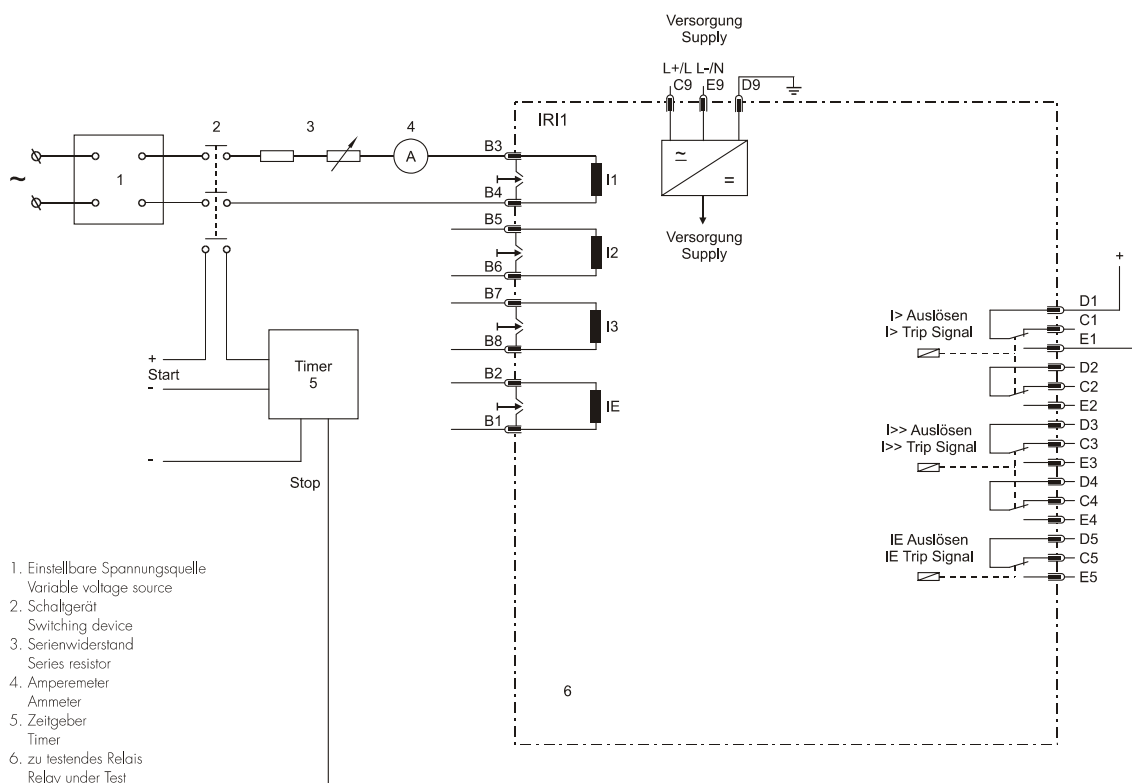 Versorgung
Supply
L+/L L-/N
C9 E9 D9
IRI1
2 3 4
B3
A
~
1
I1
B4
~
=
B5
I2
B6
Versorgung
Supply
B7
I3
B8
+
Start
-
Timer
5
B2
IE
B1
-
Stop
+
D1
I> Auslösen
I> Trip Signal
C1
E1
D2
C2
E2
D3
I>> Auslösen
I>> Trip Signal
C3
E3
D4
C4
E4
D5
IE Auslösen
IE Trip Signal
C5
E5
6
1. Einstellbare Spannungsquelle
Variable voltage source
2. Schaltgerät
Switching device
3. Serienwiderstand
Series resistor
4. Amperemeter
Ammeter
5. Zeitgeber
Timer
6. zu testendes Relais
Relay under Test